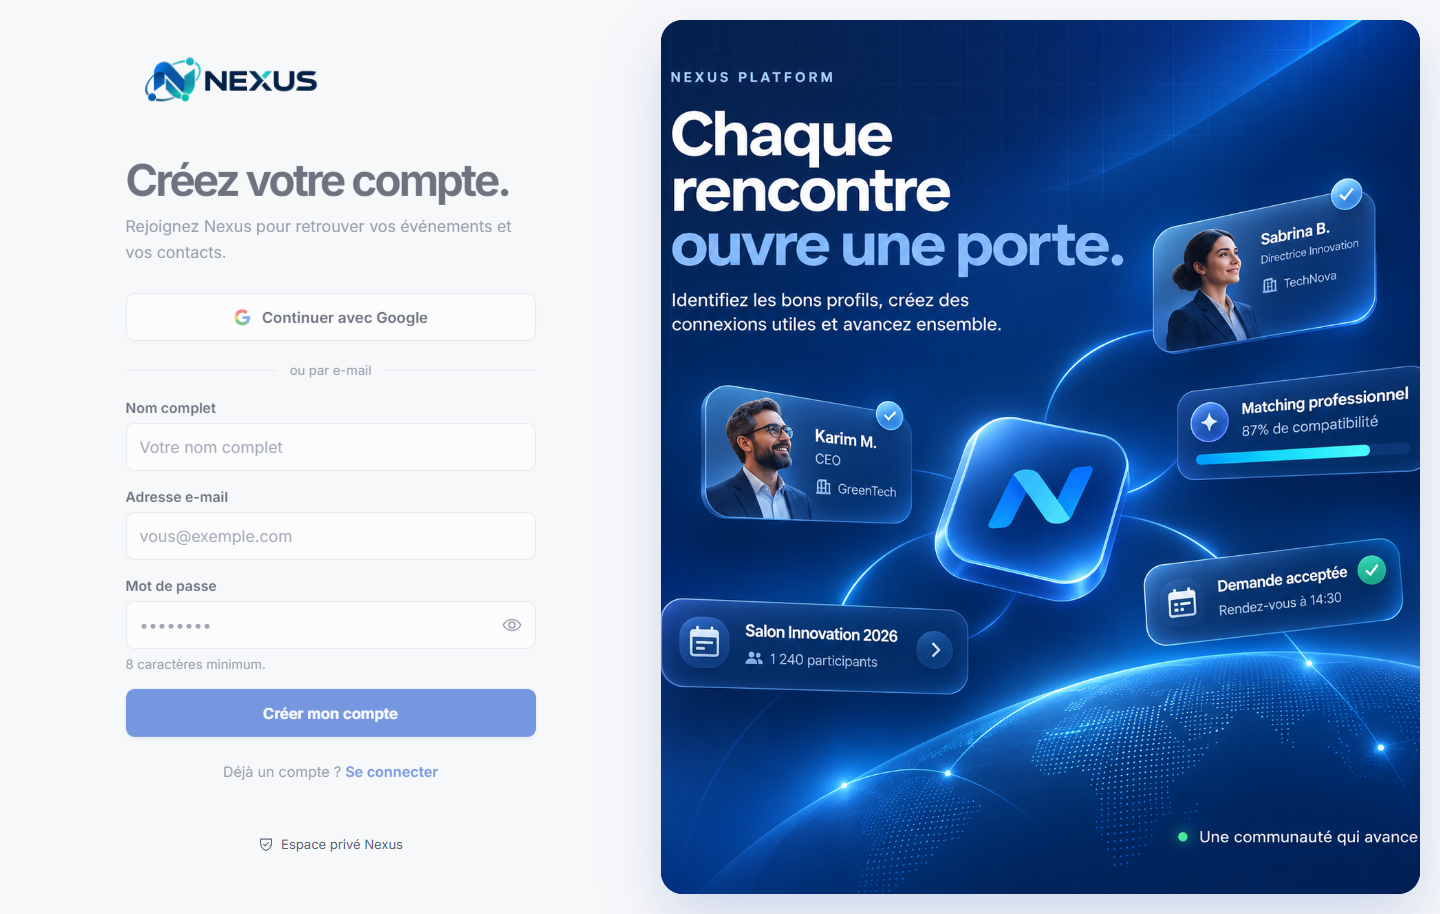 NEXUS
Créez votre compte.
Rejoignez Nexus pour retrouver vos événements et
vos contacts.
Continuer avec Google
ou par e-mail
Nom complet
Votre nom complet
Adresse e-mail
vous@exemple.com
Mot de passe
8 caractères minimum.
Créer mon compte
Déjà un compte ? Se connecter
Espace privé Nexus
NEXUS PLATFORM
Chaque
rencontre
ouvre une porte.
Identifiez les bons profils, créez des
connexions utiles et avancez ensemble.
Sabrina B.
Directrice Innovation
TechNova
Matching professionnel
87% de compatibilité
Karim M.
CEO
GreenTech
N
Demande acceptée
Rendez-vous à 14:30
Salon Innovation 2026
1 240 participants
Une communauté qui avance